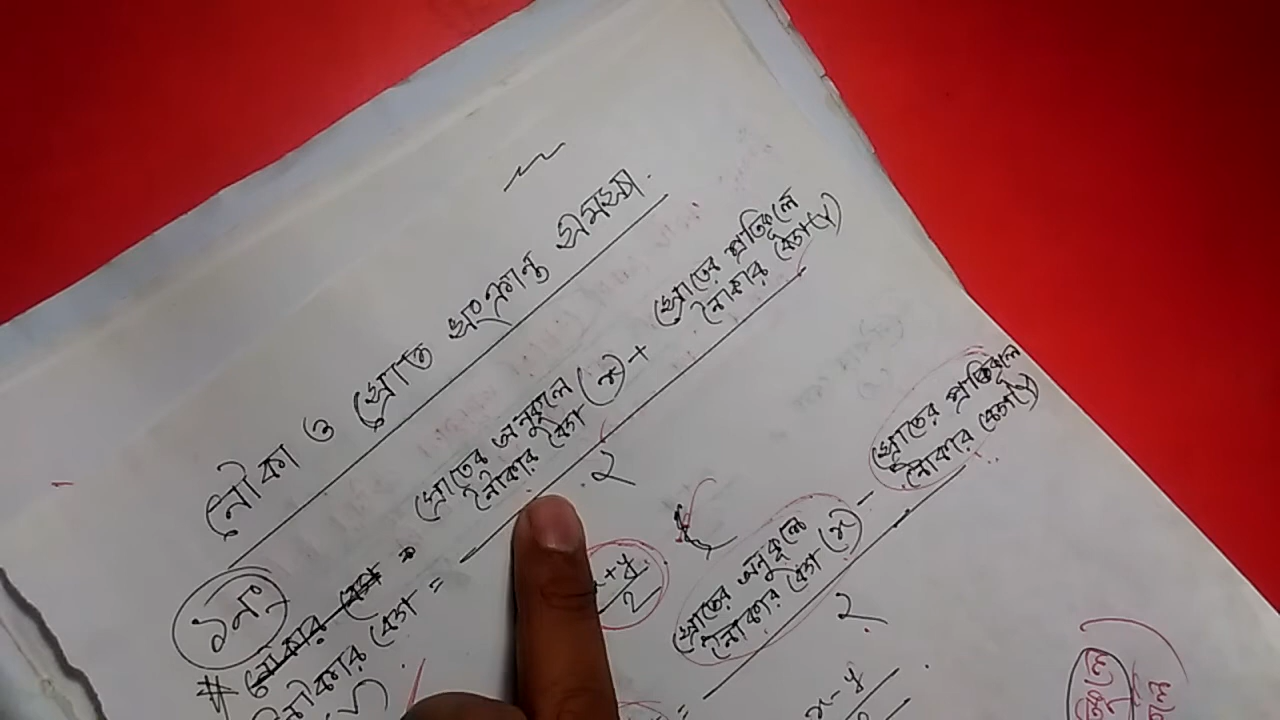 নৌকা ও স্রোত সংক্রান্ত সমস্যা.
১নং
# নৌকার বেগ =
নৌকার বেগ =
(V)
স্রোতের অনুকূলে
নৌকার বেগ (x) +
স্রোতের প্রতিকূলে
নৌকার বেগ (y)
২
x+y
2
স্রোতের অনুকূলে
নৌকার বেগ (x) −
স্রোতের প্রতিকূলে
নৌকার বেগ (y)
২
=
x-y